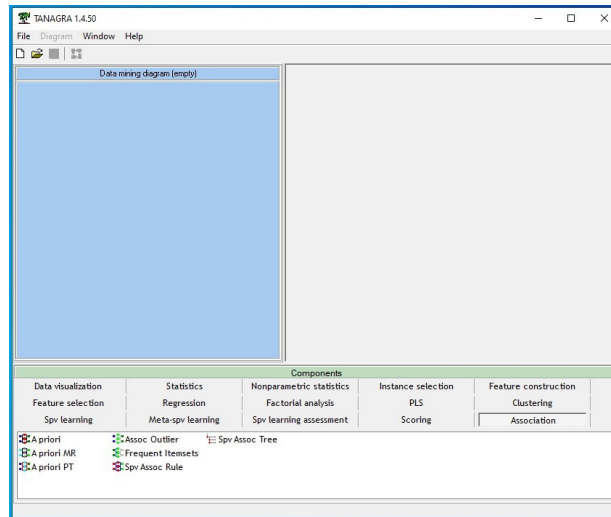 TANAGRA 1.4.50
File Diagram Window Help
Data mining diagram (empty)
Components
Data visualization Statistics Nonparametric statistics Instance selection Feature construction
Feature selection Regression Factorial analysis PLS Clustering
Spv learning Meta-spv learning Spv learning assessment Scoring Association
A priori Assoc Outlier Spv Assoc Tree
A priori MR Frequent Itemsets
A priori PT Spv Assoc Rule